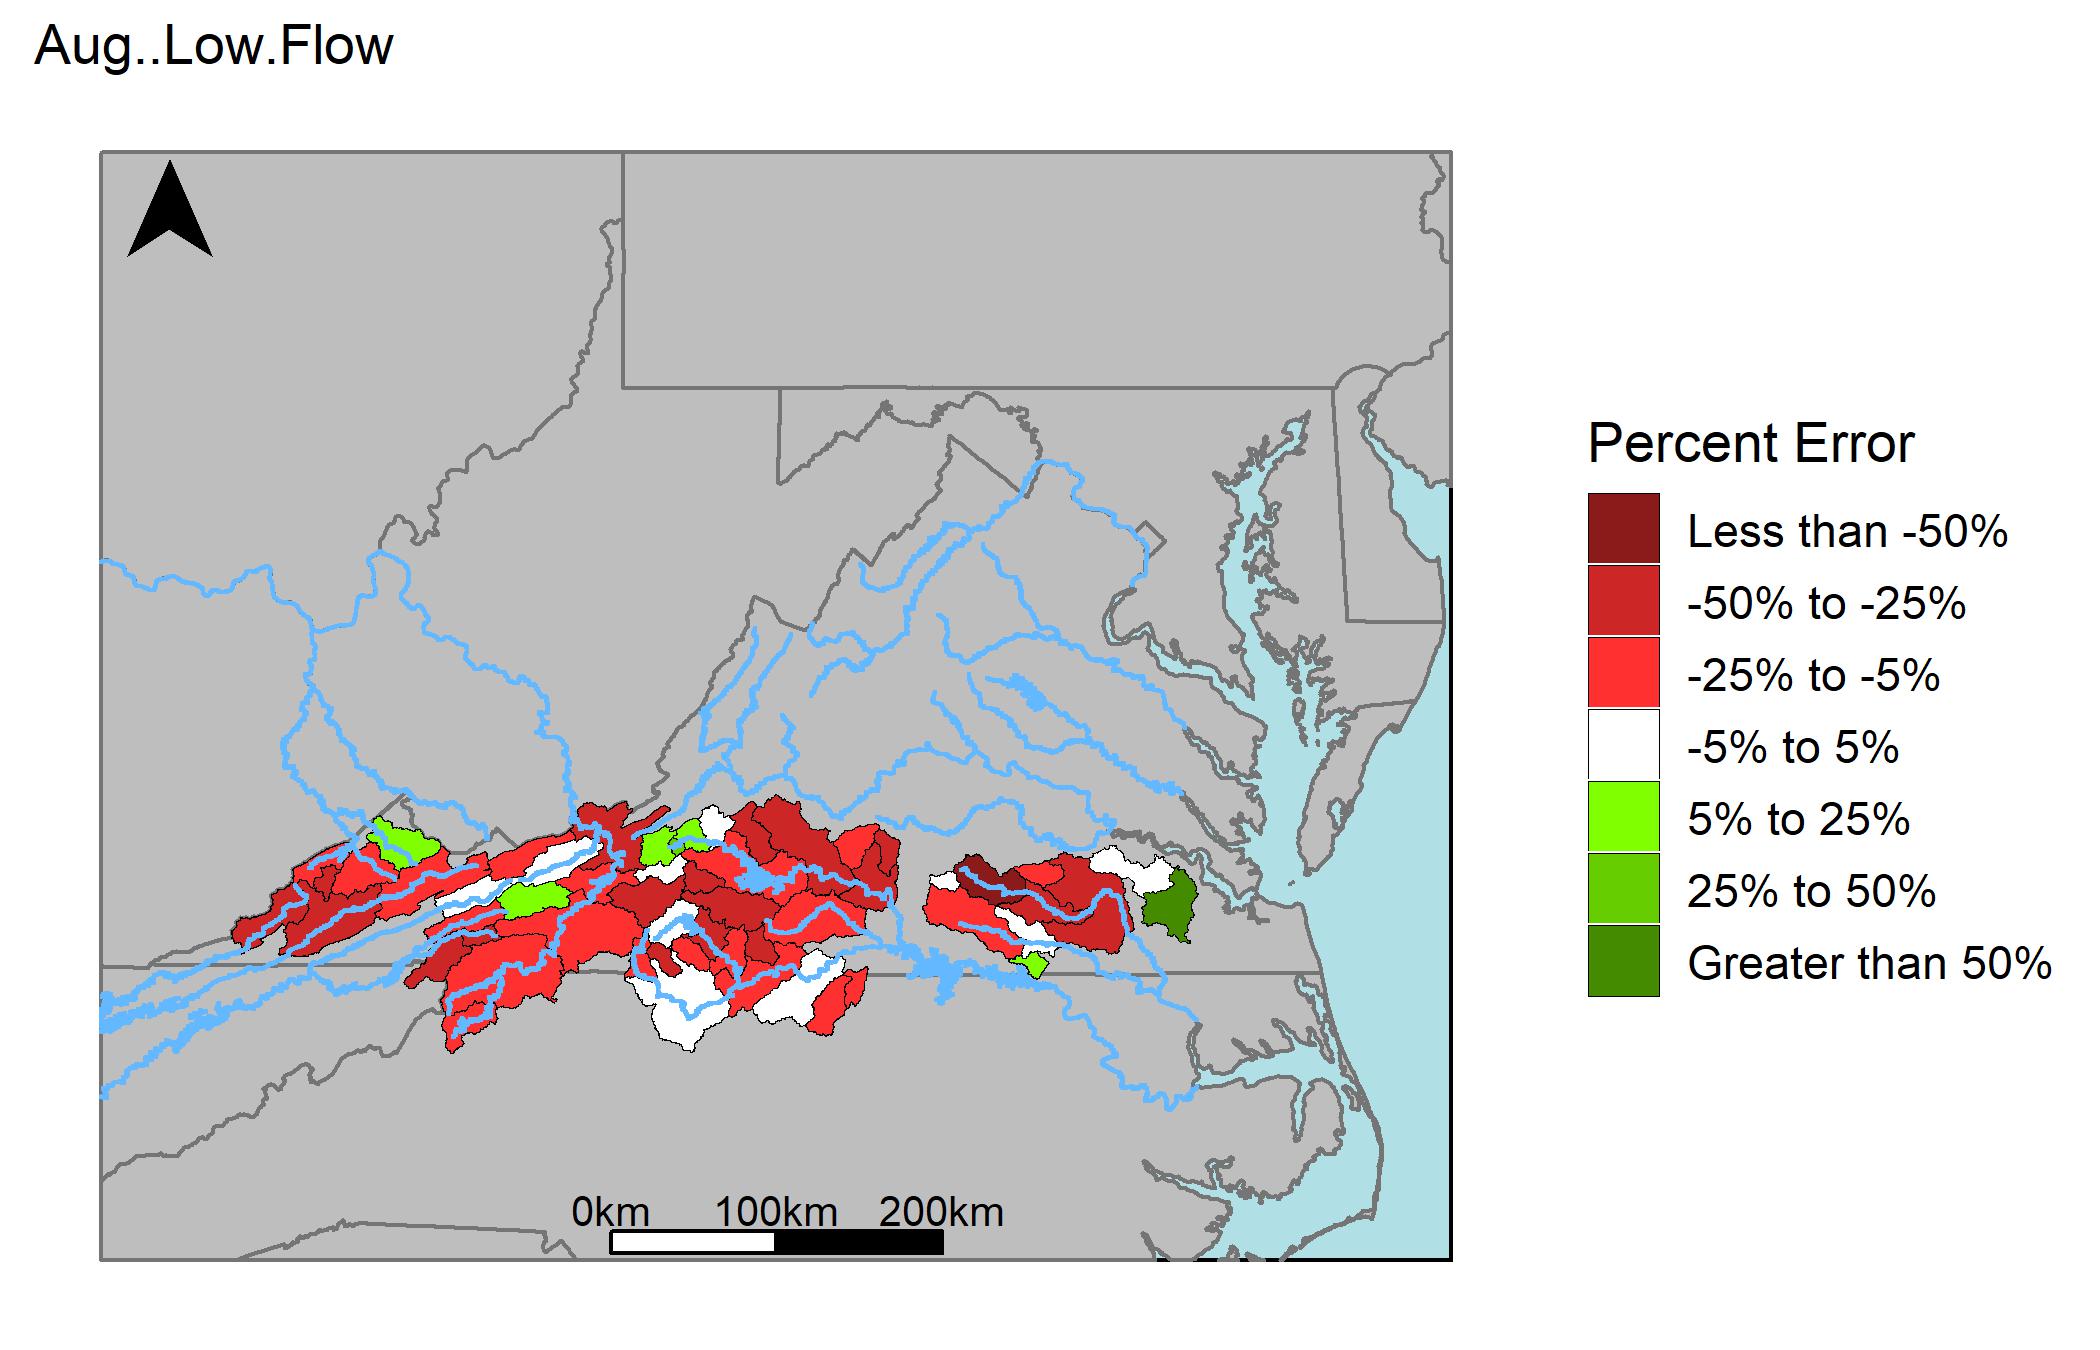 Aug..Low.Flow
Percent Error
Less than -50%
-50% to -25%
-25% to -5%
-5% to 5%
5% to 25%
25% to 50%
Greater than 50%
0km 100km 200km